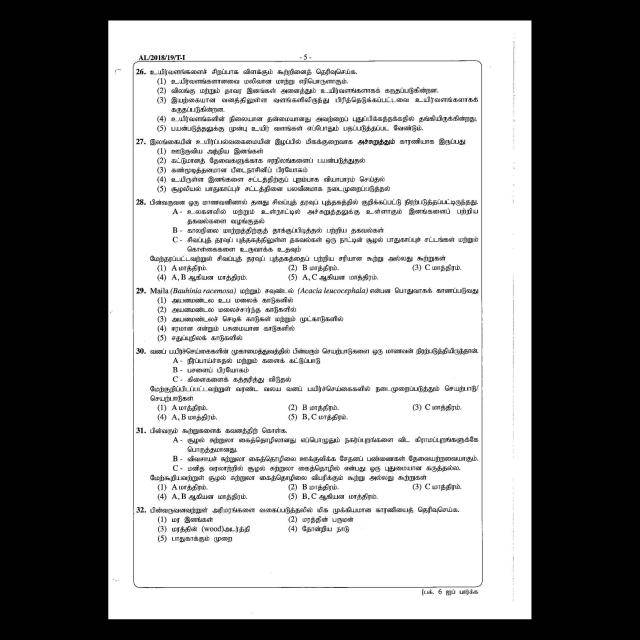 AL/2018/19/T-I
- 5 -
26. உயிர்வளங்களைச் சிறப்பாக விளக்கும் கூற்றினைத் தெரிவுசெய்க.
(1) உயிர்வளங்களானவை மலிவான மாற்று எரிபொருளாகும்.
(2) விலங்கு மற்றும் தாவர இனங்கள் அனைத்தும் உயிர்வளங்களாகக் கருதப்படுகின்றன.
(3) இயற்கையான வனத்திலுள்ள வளங்களிலிருந்து பிரித்தெடுக்கப்பட்டவை உயிர்வளங்களாகக்
கருதப்படுகின்றன.
(4) உயிர்வளங்களின் நிலையான தன்மையானது அவற்றைப் புதுப்பிக்கத்தக்கதில் தங்கியிருக்கின்றது.
(5) பயன்படுத்தலுக்கு முன்பு உயிர் வளங்கள் எப்போதும் பதப்படுத்தப்பட வேண்டும்.
27. இலங்கையின் உயிர்ப்பல்வகைமையின் இழப்பில் மிகக்குறைவாக அச்சுறுத்தும் காரணியாக இருப்பது
(1) ஊடுருவிய அந்நிய இனங்கள்
(2) கட்டுமானத் தேவைகளுக்காக ஈரநிலங்களைப் பயன்படுத்துதல்
(3) கண்மூடித்தனமான பீடைநாசினிப் பிரயோகம்
(4) உயிருள்ள இனங்களை சட்டத்திற்குப் புறம்பாக வியாபாரம் செய்தல்
(5) சூழலியல் பாதுகாப்புச் சட்டத்தினை பலவீனமாக நடைமுறைப்படுத்தல்
28. பின்வருவன ஒரு மாணவனினால் தனது சிவப்புத் தரவுப் புத்தகத்தில் குறிக்கப்பட்டு நிரற்படுத்தப்பட்டிருந்தது.
A - உலகளவில் மற்றும் உள்நாட்டில் அச்சுறுத்தலுக்கு உள்ளாகும் இனங்களைப் பற்றிய
தகவல்களை வழங்குதல்
B - காலநிலை மாற்றத்திற்குத் தாக்குப்பிடித்தல் பற்றிய தகவல்கள்
C - சிவப்புத் தரவுப் புத்தகத்திலுள்ள தகவல்கள் ஒரு நாட்டின் சூழல் பாதுகாப்புச் சட்டங்கள் மற்றும்
கொள்கைகளை உருவாக்க உதவும்
மேற்தரப்பட்டவற்றுள் சிவப்புத் தரவுப் புத்தகத்தைப் பற்றிய சரியான கூற்று அல்லது கூற்றுகள்
(1) A மாத்திரம். (2) B மாத்திரம். (3) C மாத்திரம்.
(4) A, B ஆகியன மாத்திரம். (5) A, C ஆகியன மாத்திரம்.
29. Maila (Bauhinia racemosa) மற்றும் சவுண்டல் (Acacia leucocephala) என்பன பொதுவாகக் காணப்படுவது
(1) அயனமண்டல உப மலைக் காடுகளில்
(2) அயனமண்டல மலைச்சார்ந்த காடுகளில்
(3) அயனமண்டலச் செடிக் காடுகள் மற்றும் முட்காடுகளில்
(4) ஈரமான என்றும் பசுமையான காடுகளில்
(5) சதுப்புநிலக் காடுகளில்
30. வனப் பயிர்ச்செய்கைகளின் முகாமைத்துவத்தில் பின்வரும் செயற்பாடுகளை ஒரு மாணவன் நிரற்படுத்தியிருந்தான்.
A - நீர்ப்பாய்ச்சுதல் மற்றும் களைக் கட்டுப்பாடு
B - பசளைப் பிரயோகம்
C - கிளைகளைக் கத்தரித்து விடுதல்
மேற்குறிப்பிடப்பட்டவற்றுள் வரண்ட வலய வனப் பயிர்ச்செய்கைகளில் நடைமுறைப்படுத்தும் செயற்பாடு/
செயற்பாடுகள்
(1) A மாத்திரம். (2) B மாத்திரம். (3) C மாத்திரம்.
(4) A, B மாத்திரம். (5) B, C மாத்திரம்.
31. பின்வரும் கூற்றுகளைக் கவனத்திற் கொள்க.
A - சூழல் சுற்றுலா கைத்தொழிலானது எப்பொழுதும் நகர்ப்புறங்களை விட கிராமப்புறங்களுக்கே
பொருத்தமானது.
B - விவசாயச் சுற்றுலா கைத்தொழிலை ஊக்குவிக்க சேதனப் பண்ணைகள் தேவையற்றவையாகும்.
C - மனித வரலாற்றில் சூழல் சுற்றுலா கைத்தொழில் என்பது ஒரு புதுமையான கருத்தல்ல.
மேற்கூறியவற்றுள் சூழல் சுற்றுலா கைத்தொழிலை விபரிக்கும் கூற்று அல்லது கூற்றுகள்
(1) A மாத்திரம். (2) B மாத்திரம். (3) C மாத்திரம்.
(4) A, B ஆகியன மாத்திரம். (5) B, C ஆகியன மாத்திரம்.
32. பின்வருவனவற்றுள் அரிமரங்களை வகைப்படுத்தலில் மிக முக்கியமான காரணியைத் தெரிவுசெய்க.
(1) மர இனங்கள் (2) மரத்தின் பருமன்
(3) மரத்தின் (wood)அடர்த்தி (4) தோன்றிய நாடு
(5) பாதுகாக்கும் முறை
[பக். 6 ஐப் பார்க்க